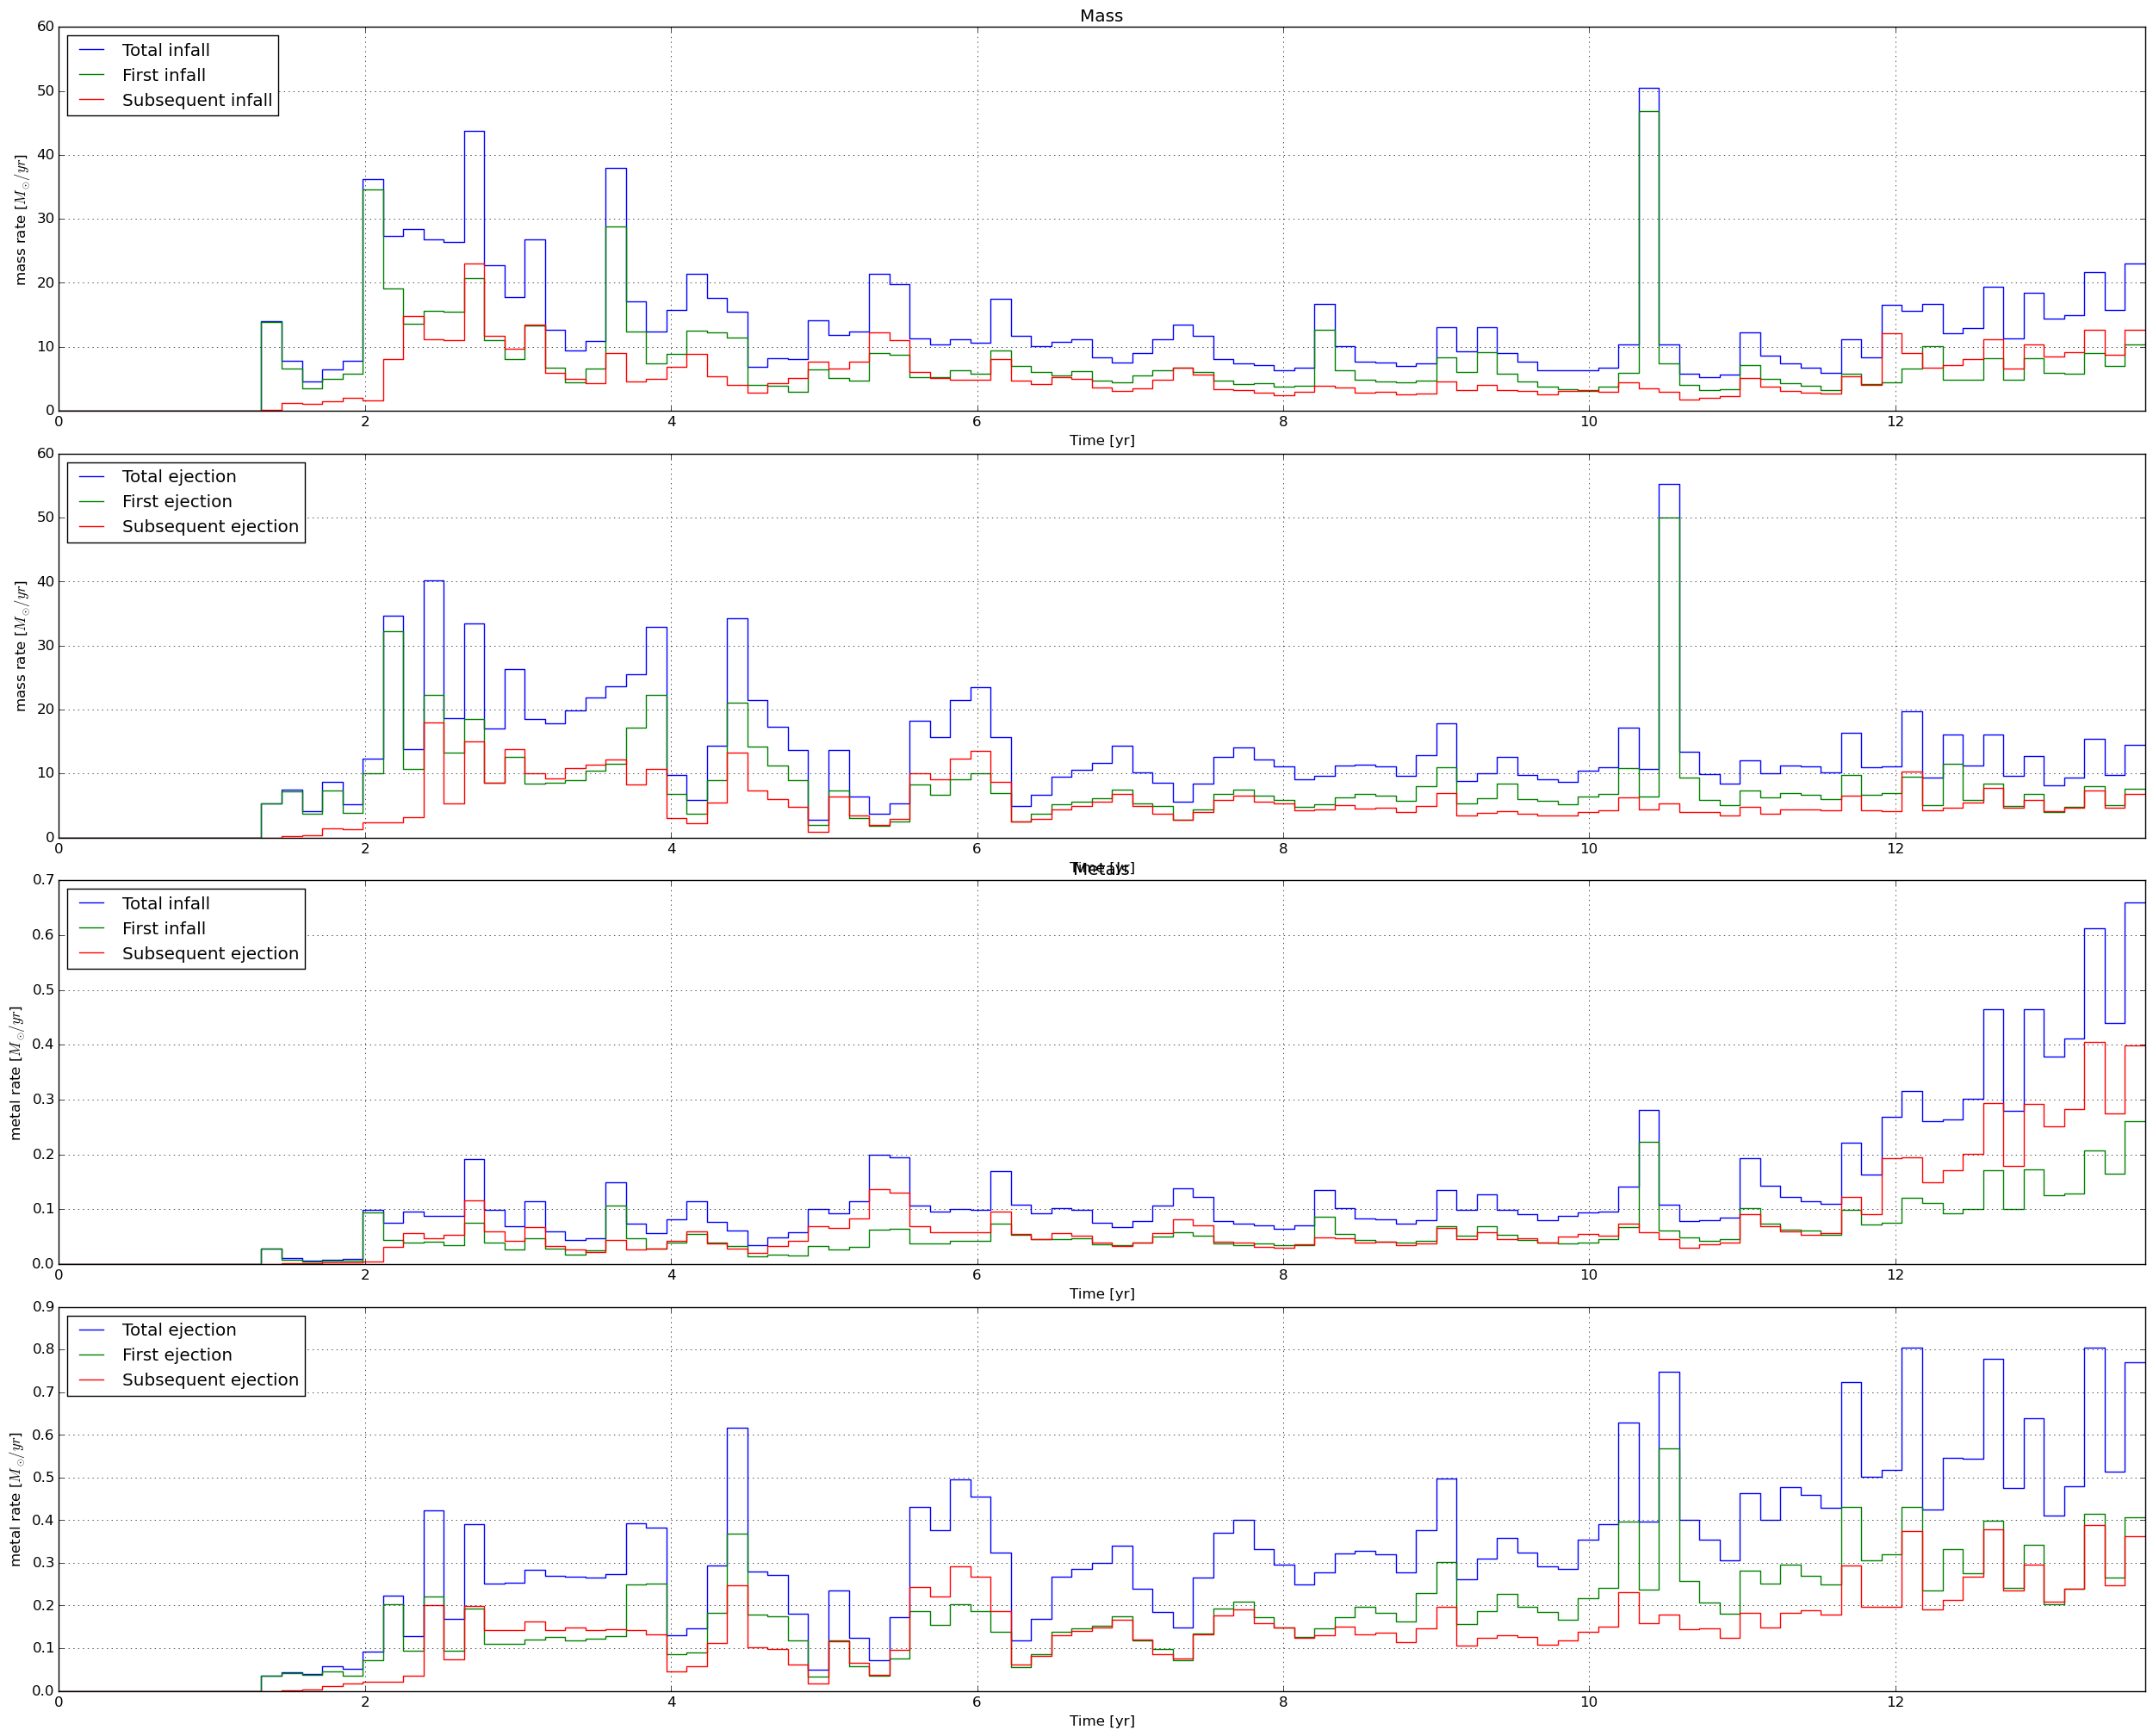 Mass
60
50
40
30
20
10
0
mass rate [M☉/yr]
Total infall
First infall
Subsequent infall
0 2 4 6 8 10 12
Time [yr]
60
50
40
30
20
10
0
mass rate [M☉/yr]
Total ejection
First ejection
Subsequent ejection
0 2 4 6 8 10 12
Time [yr]
Metals
0.7
0.6
0.5
0.4
0.3
0.2
0.1
0.0
metal rate [M☉/yr]
Total infall
First infall
Subsequent ejection
0 2 4 6 8 10 12
Time [yr]
0.9
0.8
0.7
0.6
0.5
0.4
0.3
0.2
0.1
0.0
metal rate [M☉/yr]
Total ejection
First ejection
Subsequent ejection
0 2 4 6 8 10 12
Time [yr]